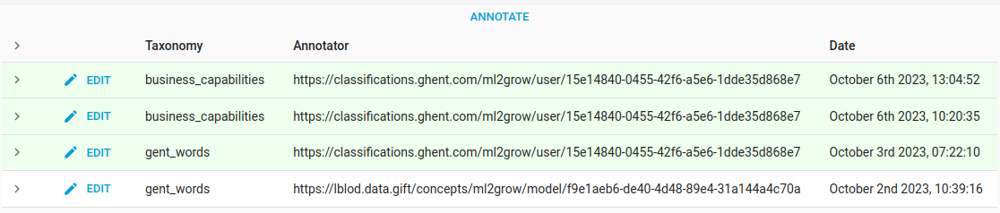 ANNOTATE
Taxonomy Annotator Date
EDIT business_capabilities https://classifications.ghent.com/ml2grow/user/15e14840-0455-42f6-a5e6-1dde35d868e7 October 6th 2023, 13:04:52
EDIT business_capabilities https://classifications.ghent.com/ml2grow/user/15e14840-0455-42f6-a5e6-1dde35d868e7 October 6th 2023, 10:20:35
EDIT gent_words https://classifications.ghent.com/ml2grow/user/15e14840-0455-42f6-a5e6-1dde35d868e7 October 3rd 2023, 07:22:10
EDIT gent_words https://lblod.data.gift/concepts/ml2grow/model/f9e1aeb6-de40-4d48-89e4-31a144a4c70a October 2nd 2023, 10:39:16